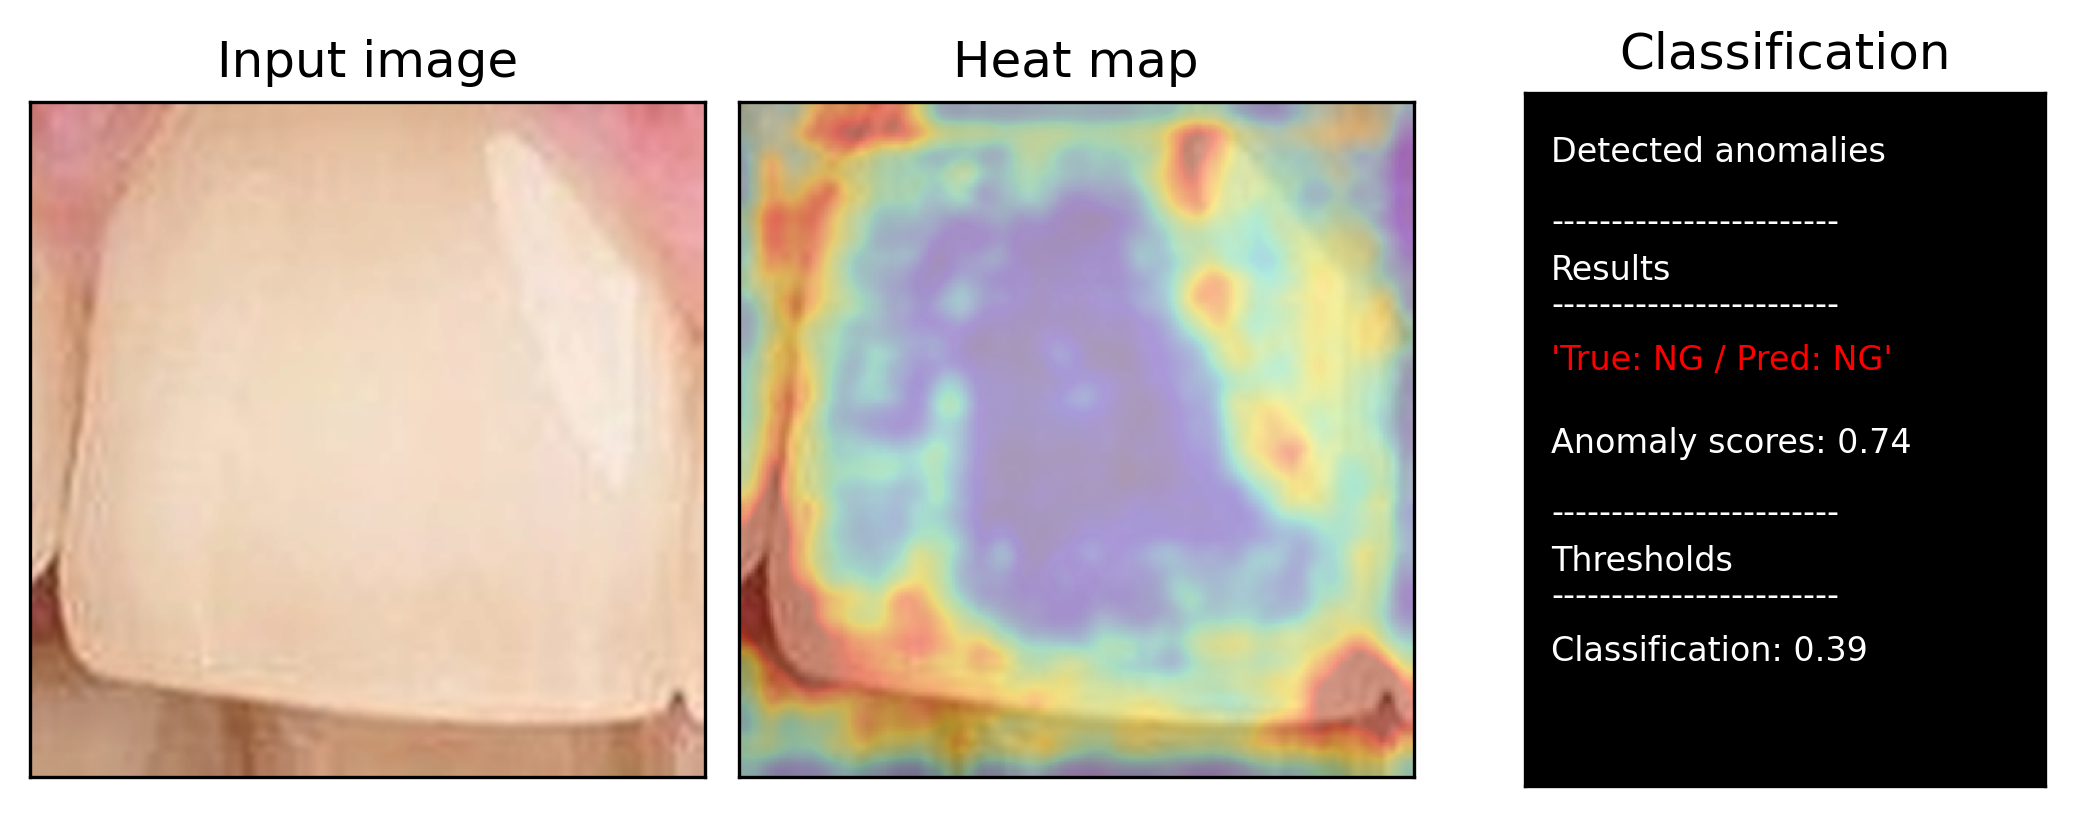 Input image
Heat map
Classification
Detected anomalies
------------------------
Results
------------------------
'True: NG / Pred: NG'
Anomaly scores: 0.74
------------------------
Thresholds
------------------------
Classification: 0.39